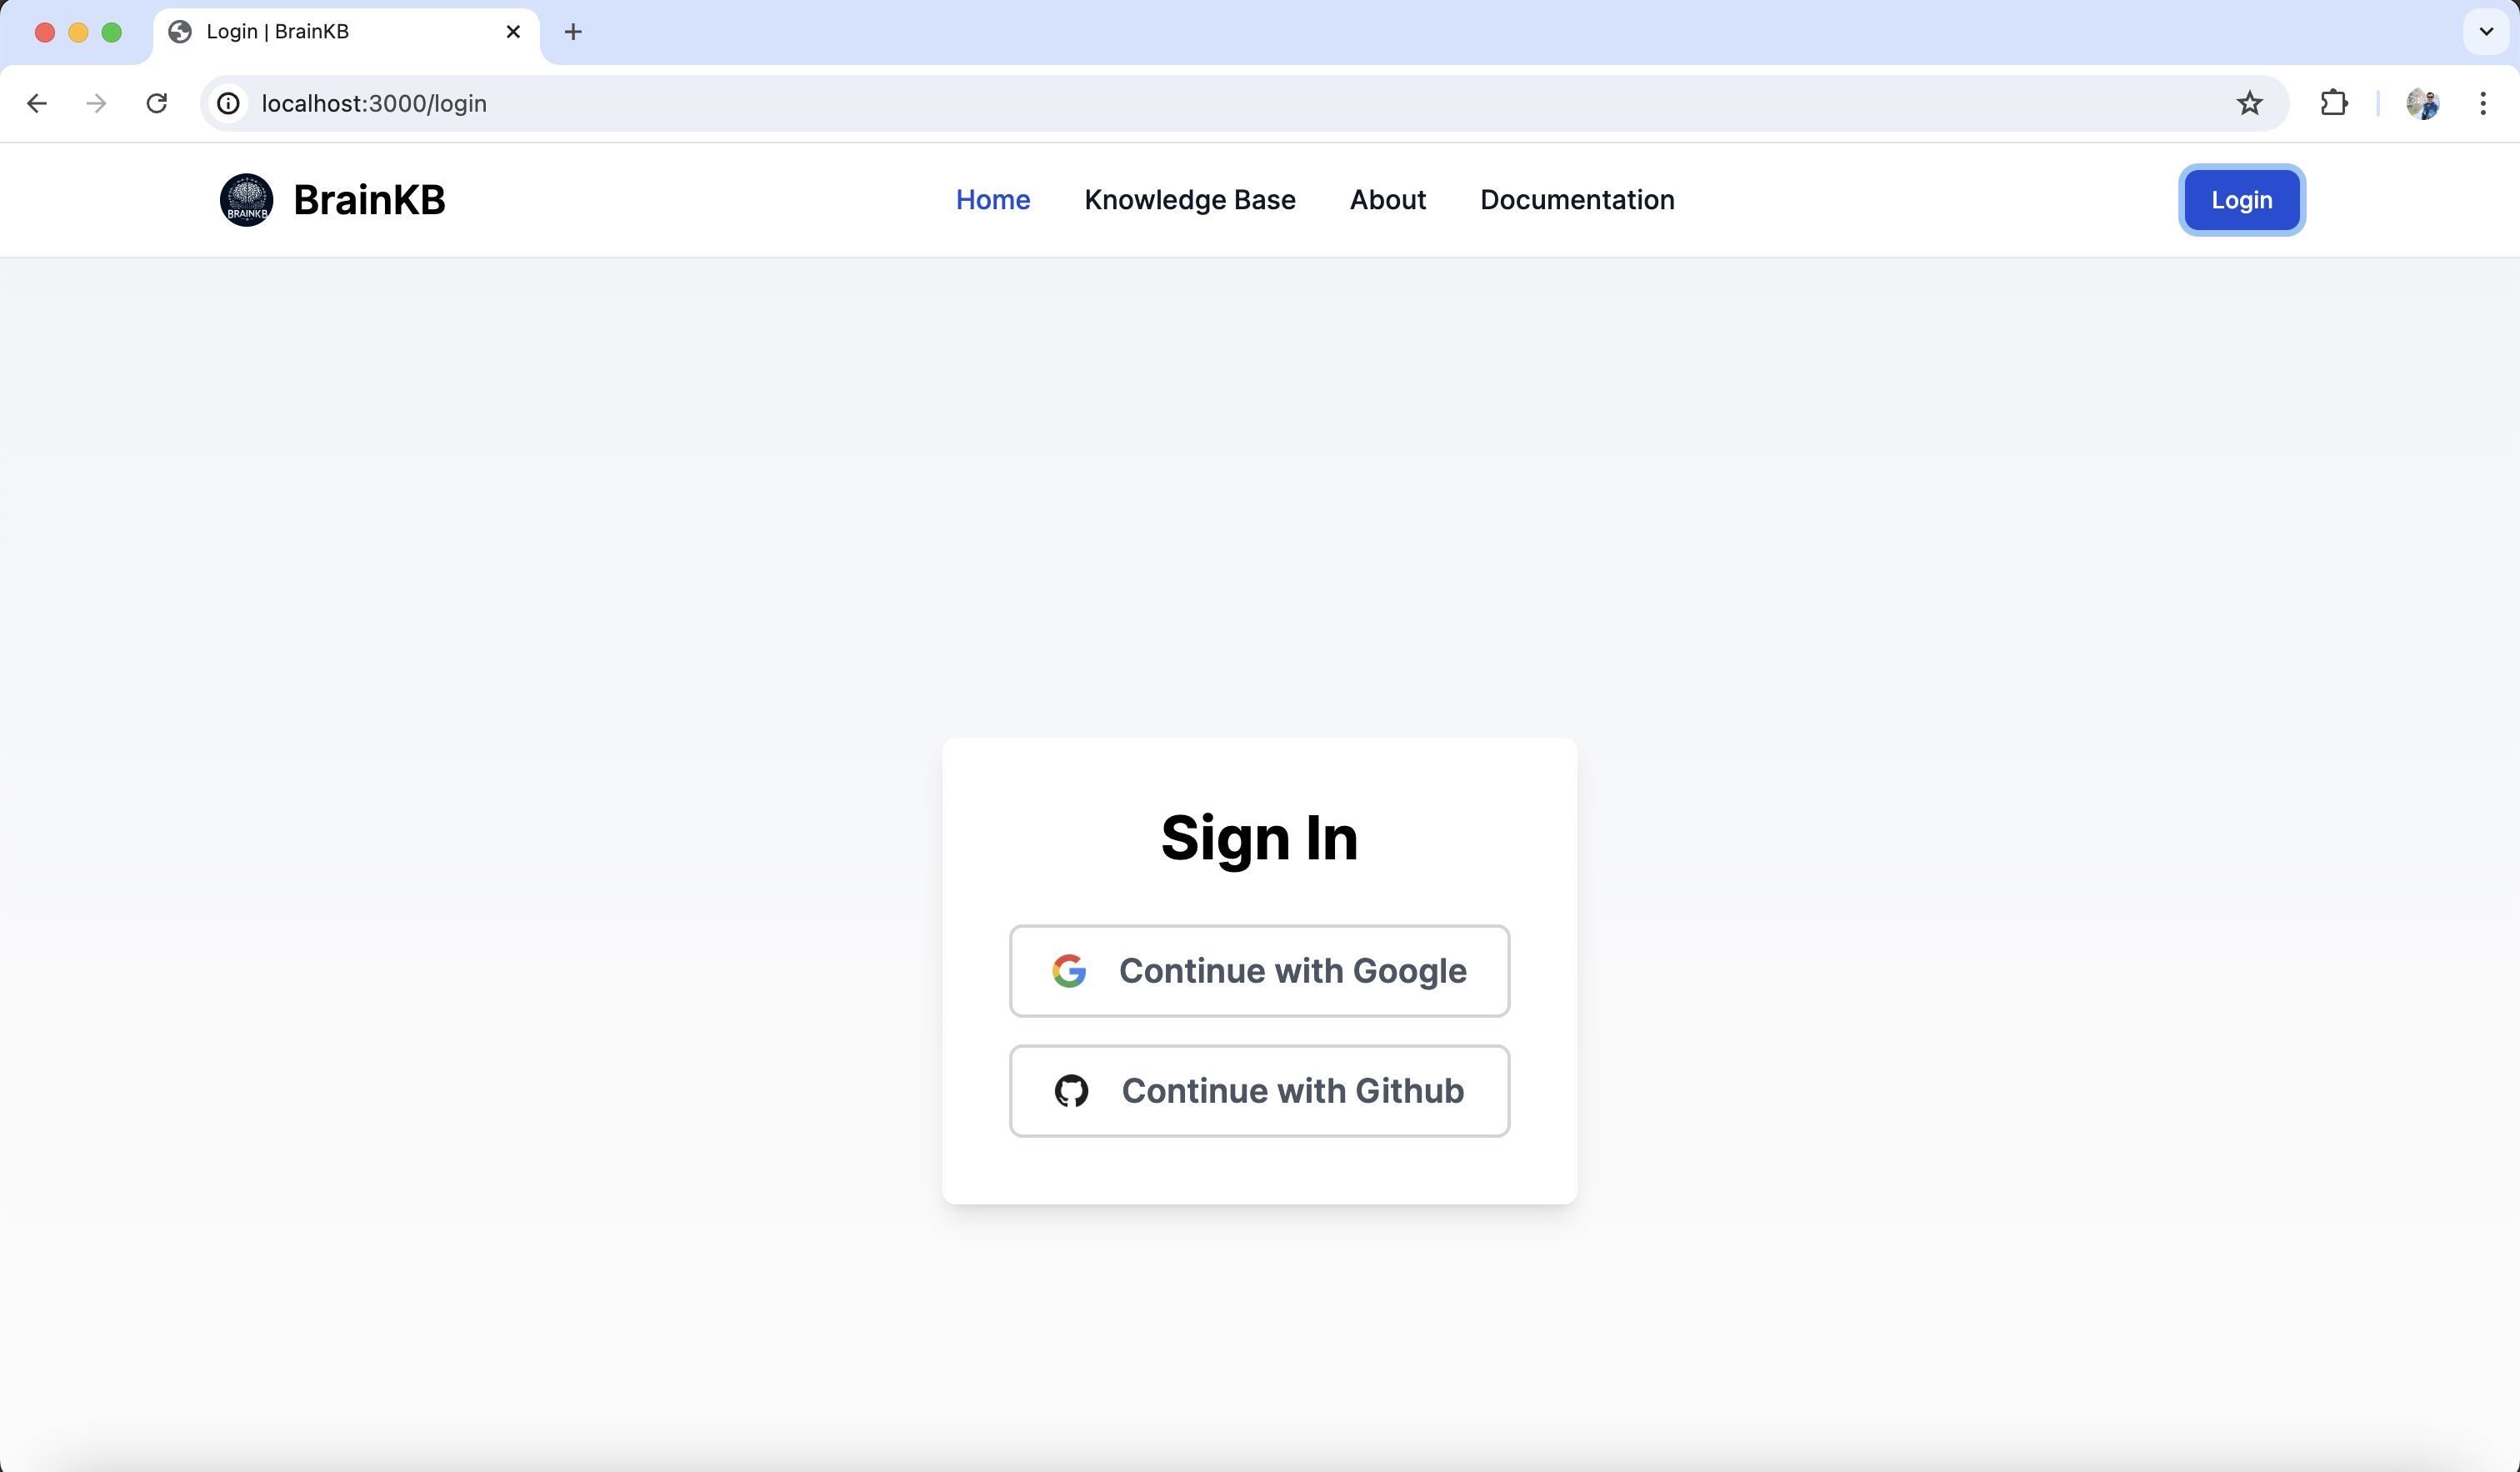 Login | BrainKB
localhost:3000/login
BRAINKB
BrainKB
Home
Knowledge Base
About
Documentation
Login
Sign In
Continue with Google
Continue with Github